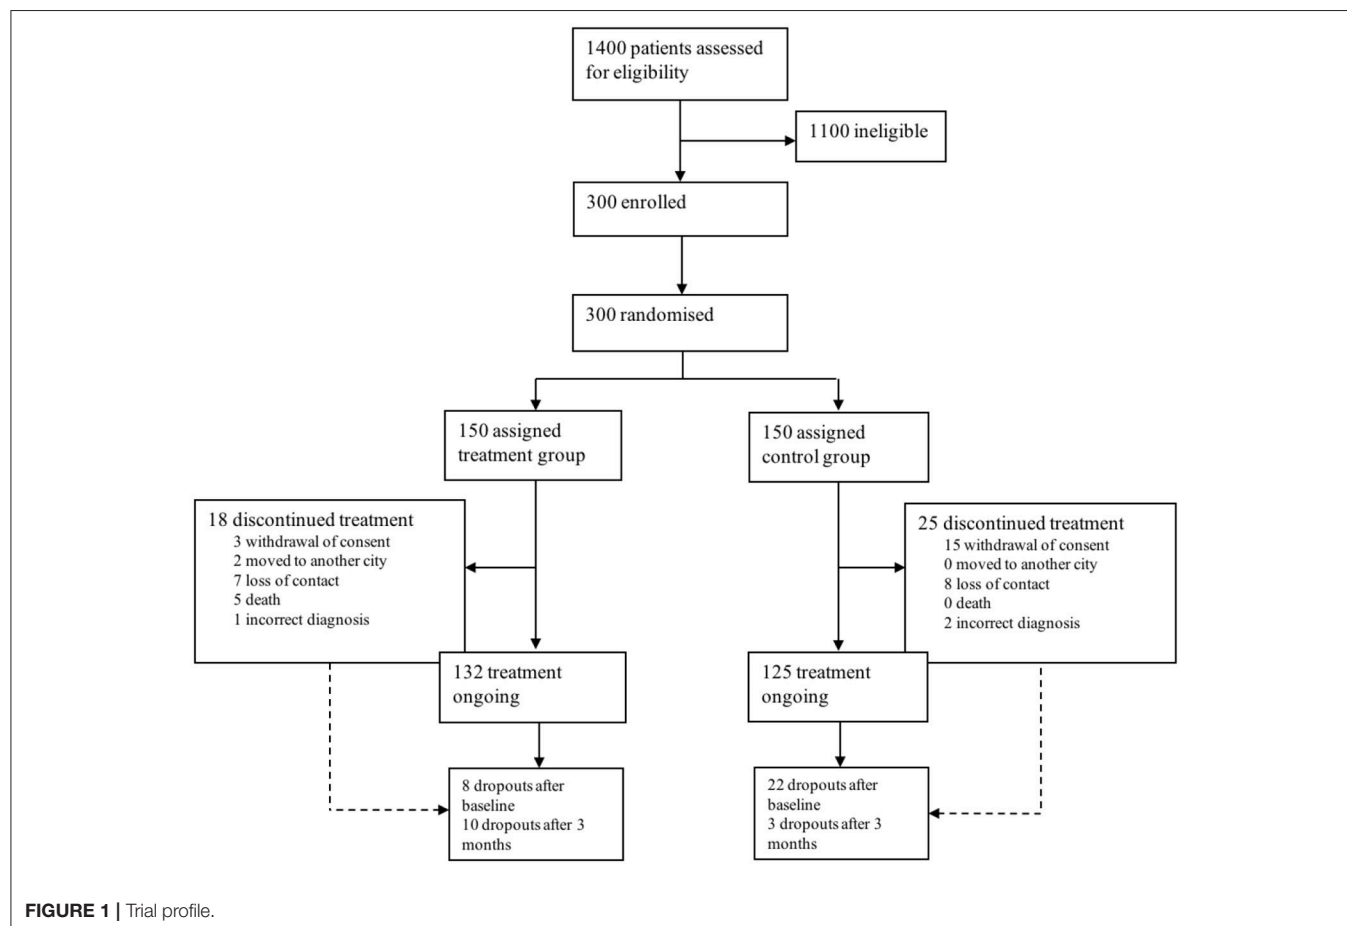 1400 patients assessed
for eligibility
1100 ineligible
300 enrolled
300 randomised
150 assigned
treatment group
150 assigned
control group
18 discontinued treatment
3 withdrawal of consent
2 moved to another city
7 loss of contact
5 death
1 incorrect diagnosis
25 discontinued treatment
15 withdrawal of consent
0 moved to another city
8 loss of contact
0 death
2 incorrect diagnosis
132 treatment
ongoing
125 treatment
ongoing
8 dropouts after
baseline
10 dropouts after 3
months
22 dropouts after
baseline
3 dropouts after 3
months
FIGURE 1 | Trial profile.